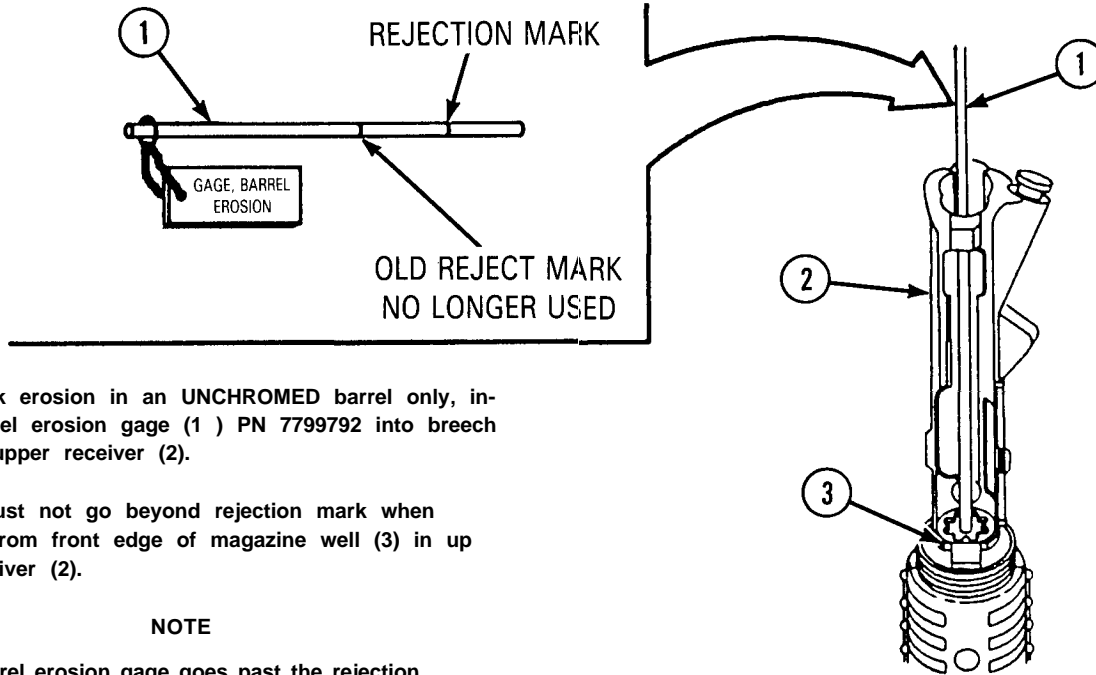 1
REJECTION MARK
1
GAGE, BARREL
EROSION
OLD REJECT MARK
NO LONGER USED
2
3
k erosion in an UNCHROMED barrel only, in-
el erosion gage (1 ) PN 7799792 into breech
upper receiver (2).
ust not go beyond rejection mark when
rom front edge of magazine well (3) in up
iver (2).
NOTE
rel erosion gage goes past the rejection